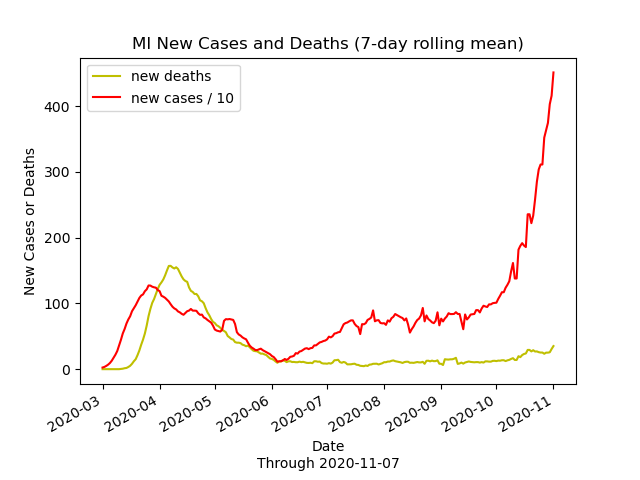 MI New Cases and Deaths (7-day rolling mean)
new deaths
new cases / 10
New Cases or Deaths
400
300
200
100
0
2020-03
2020-04
2020-05
2020-06
2020-07
2020-08
2020-09
2020-10
2020-11
Date
Through 2020-11-07